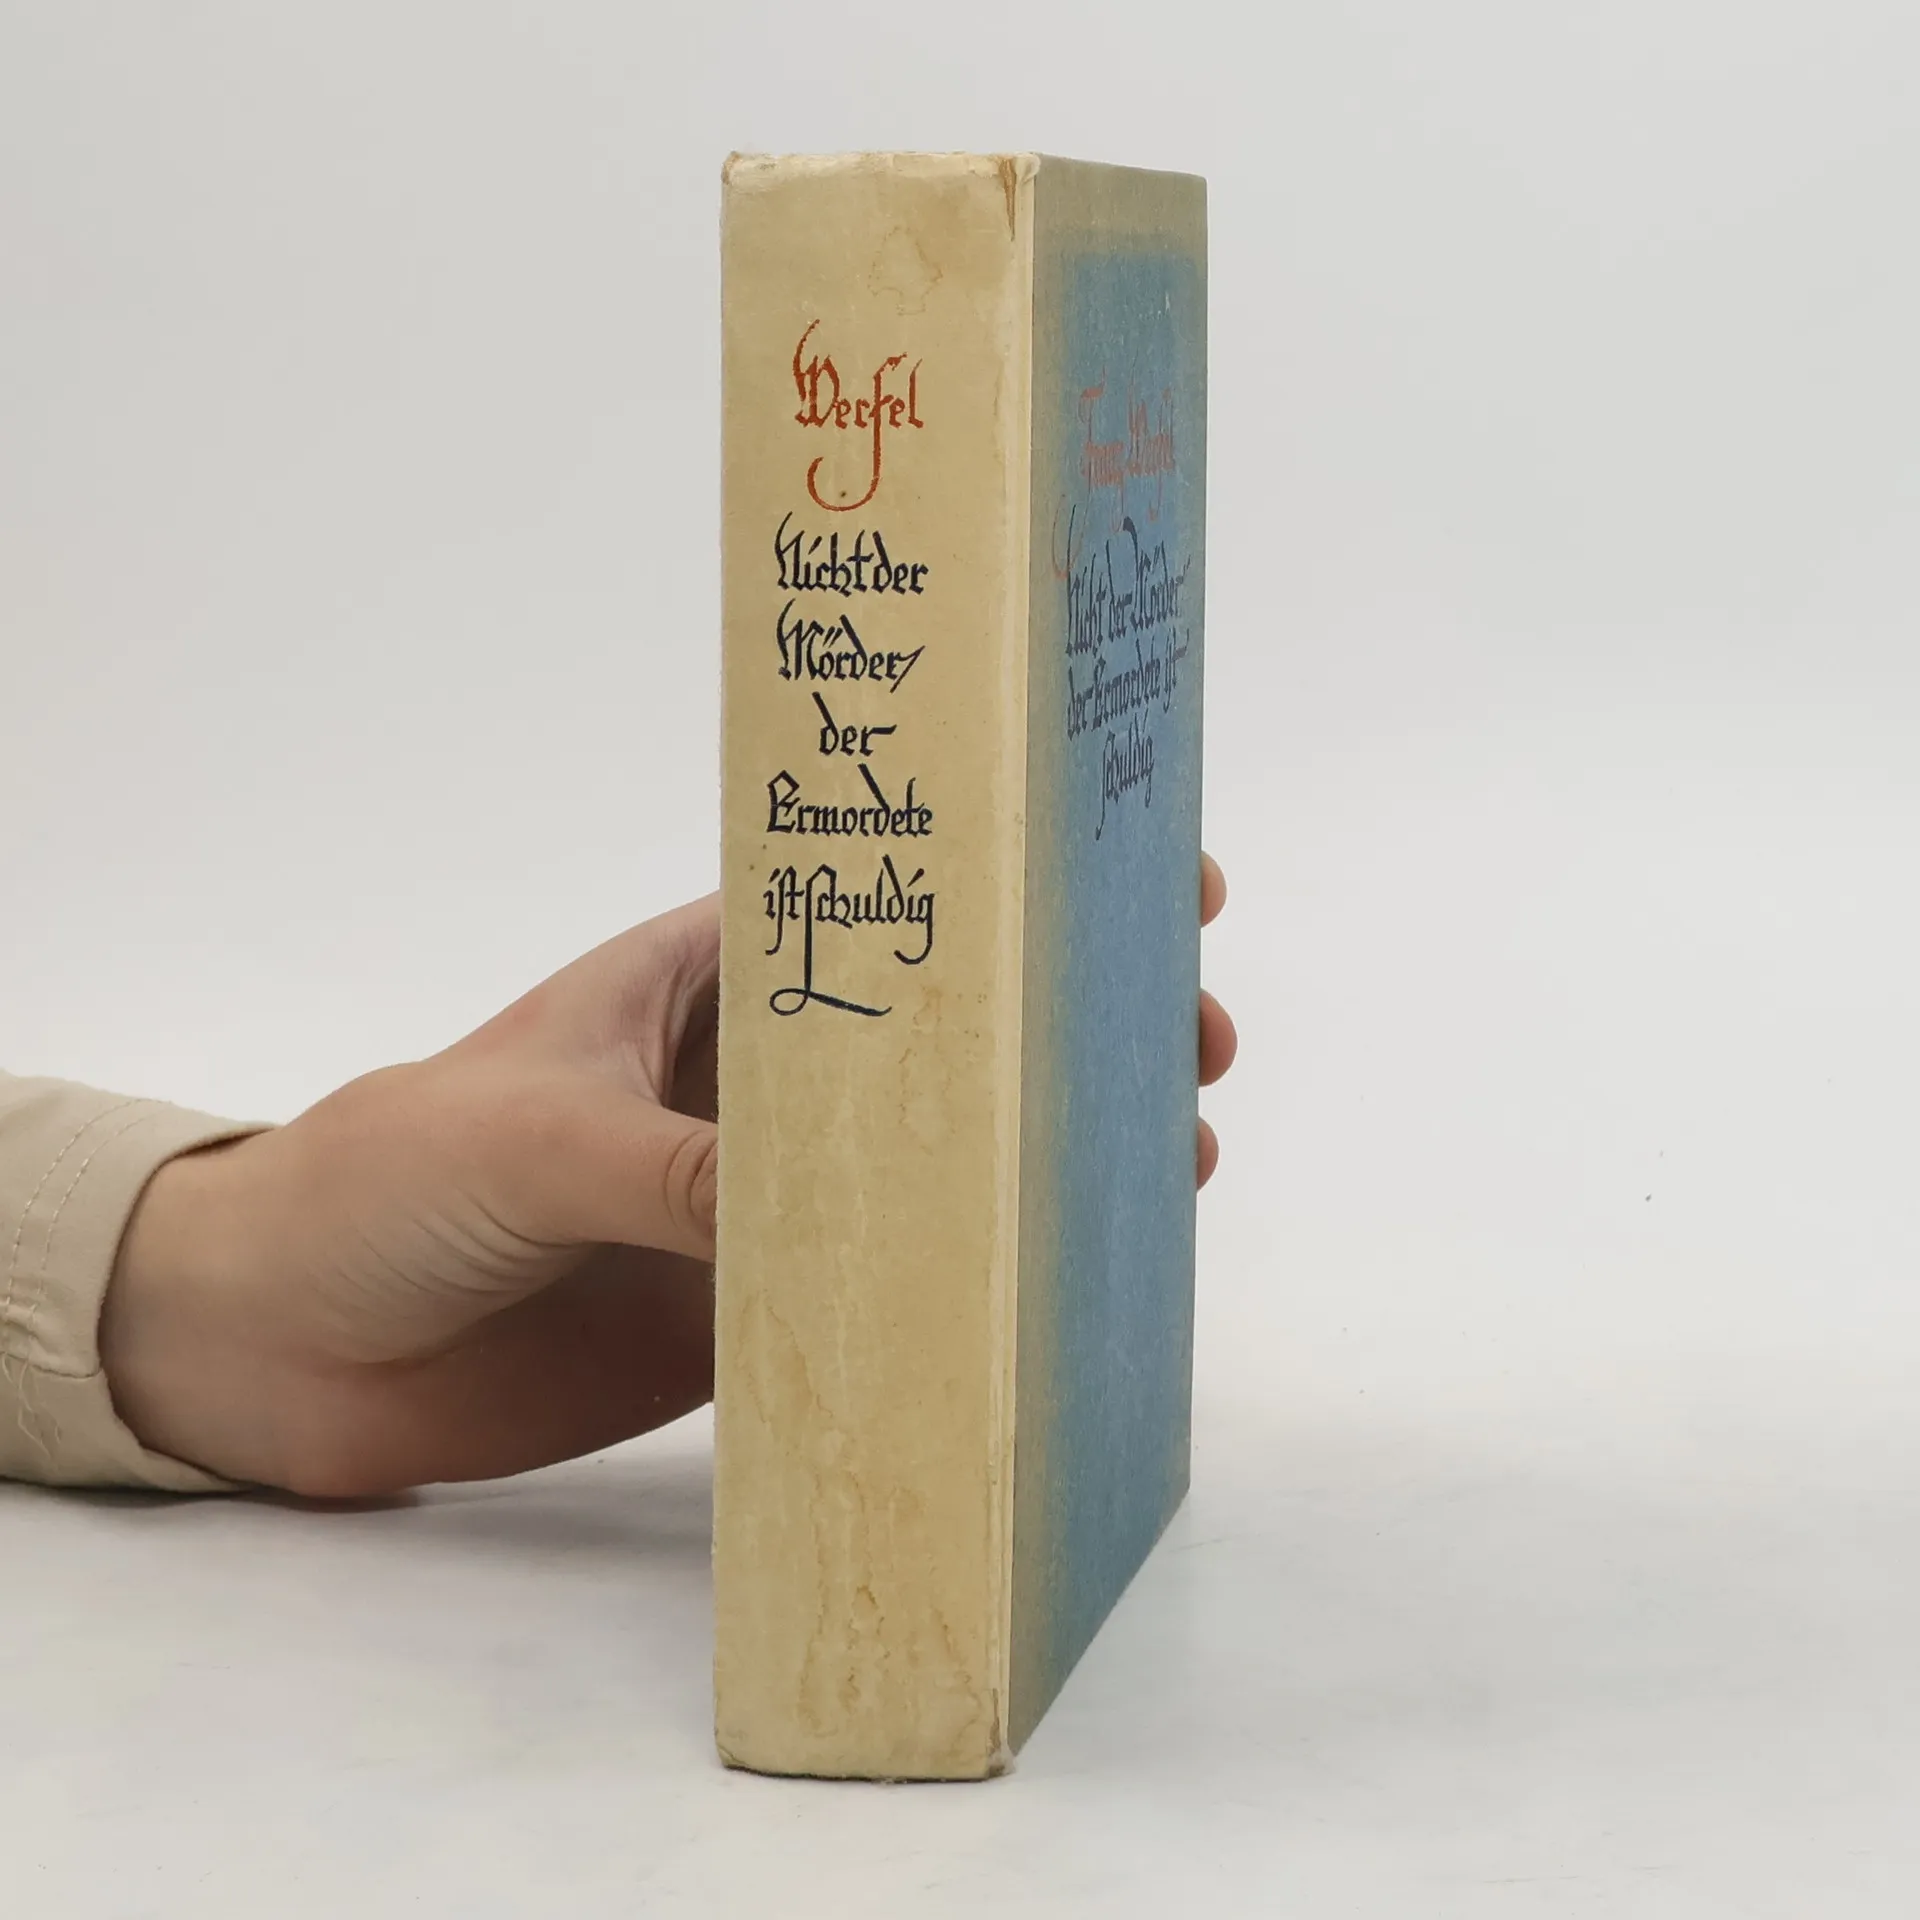 Werfel
Nicht der
Mörder,
der
Ermordete
ist schuldig
Franz Werfel
Nicht der Mörder
der Ermordete ist
schuldig